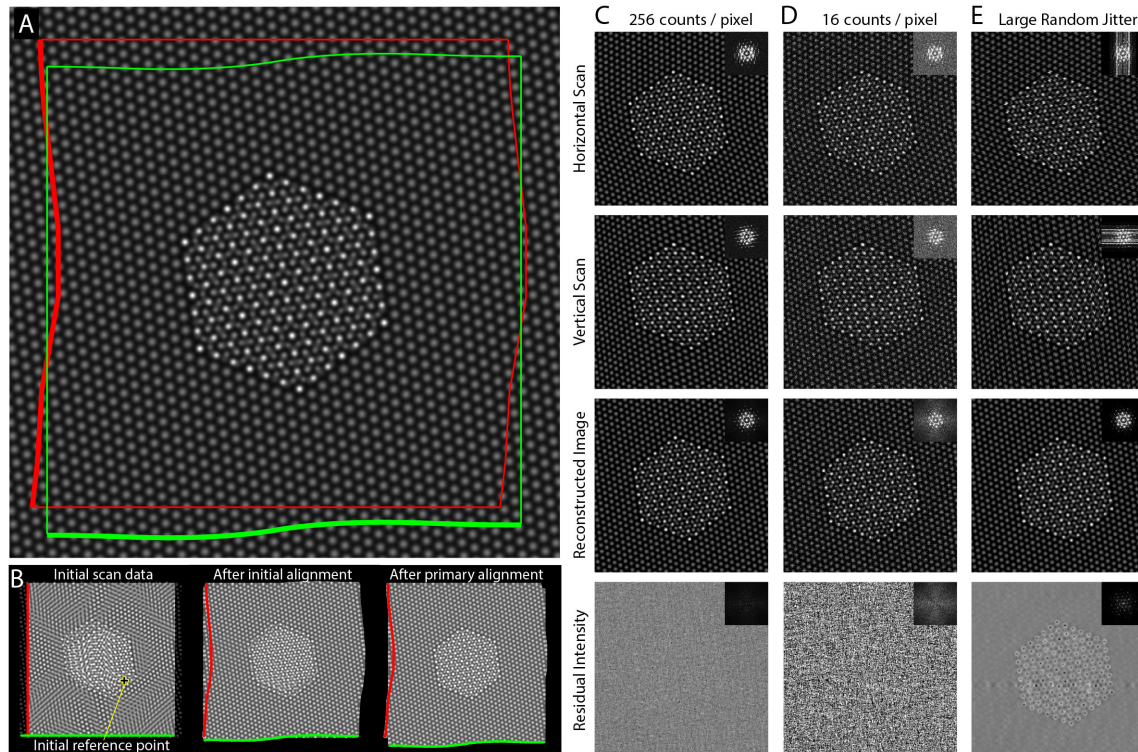 A
B
Initial scan data
After initial alignment
After primary alignment
Initial reference point
C
256 counts / pixel
D
16 counts / pixel
E
Large Random Jitter
Horizontal Scan
Vertical Scan
Reconstructed Image
Residual Intensity